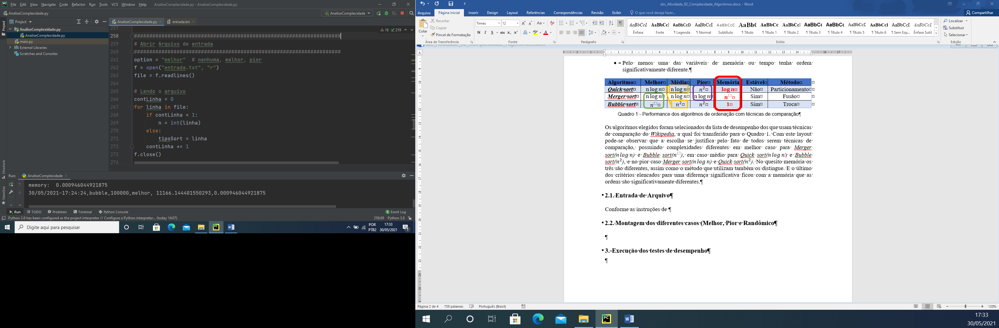 File Edit View Navigate Code Refactor Run Tools VCS Window Help AnaliseComplexidade.py - AnaliseComplexidade.py
AnaliseComplexidade.py
AnaliseComplexidade
Project
AnaliseComplexidade.py
AnaliseComplexidade.py
main.py
External Libraries
Scratches and Consoles
AnaliseComplexidade.py entrada.txt
16 219
257
258 ####################################################################
259 # Abrir Arquivo de entrada
260 ####################################################################
261 option = "melhor" # nenhuma, melhor, pior
262 f = open("entrada.txt", "r")
263 file = f.readlines()
264
265 # Lendo o arquivo
266 contLinha = 0
267 for linha in file:
268 if contLinha < 1:
269 n = int(linha)
270 else:
271 tipoSort = linha
272 contLinha += 1
273 f.close()
274
Project
Structure
Favorites
Run: AnaliseComplexidade
memory: 0.000946044921875
30/05/2021-17:24:24,bubble,100000,melhor, 11166.144401550293,0.000946044921875
Run TODO Problems Terminal Python Console 1 Event Log
Python 3.8 has been configured as the project interpreter // Configure a Python interpreter... (today 14:07) 258:69 Python 3.8
Digite aqui para pesquisar
POR
PTB2
17:33
30/05/2021
5
sbc_Atividade_02_Complexidade_Algoritmos.docx - Word
Arquivo Página Inicial Inserir Design Layout Referências Correspondências Revisão Exibir O que você deseja fazer... Compartilhar
Colar
Recortar
Copiar
Pincel de Formatação
Área de Transferência
Times 12
N I S abc x₂ x²
Fonte
Parágrafo
AaBbCcI AaBbCcI AaBbCcD AaBbCcI AaBbCcD AaBb( AaBbCc AaBbC AaBbCcI AaBbCc AaBbCc AaBbCcD AaBbCc AaBbCcD AaBbCcI AaBbCcI
Ênfase Forte ¶ Legenda ¶ Normal Subtítulo ¶ Título ¶ Título 1 ¶ Título 2 ¶ Título 3 ¶ Título 4 ¶ Título 5 ¶ Título 6 ¶ Sem Esp... Ênfase Sutil
Estilo
Localizar
Substituir
Selecionar
Edição
sbc_Atividade_02_Complexidade_Algoritmos.docx
Pelo menos uma das variáveis de memória ou tempo tenha ordem
significativamente diferente.¶
Algoritmo Melhor Média Pior Memória Estável Método
Quick sort n log n n log n n² log n Não Particionamento
Merger sort n log n n log n n log n n Sim Fusão
Bubble sort n n² n² 1 Sim Troca
Quadro 1 - Performance dos algoritmos de ordenação com técnicas de comparação¶
Os algoritmos elegidos foram selecionados da lista de desempenho dos que usam técnicas
de comparação do Wikipedia, a qual foi transferido para o Quadro 1. Com este layout
pode-se observar que a escolha se justifica pelo fato de todos serem técnicas de
comparação, possuindo complexidades diferentes em melhor caso para Merger
sort(n log n) e Bubble sort(n), em caso médio para Quick sort(n log n) e Bubble
sort(n²), e no pior caso Merger sort(n log n) e Quick sort(n²). No quesito memória os
três são diferentes, assim como o método que utilizam também os distingue. E o último
dos critérios elencados para uma diferença significativa ficou com a memória que as
ordens são significativamente diferentes.¶
2.1. Entrada de Arquivo¶
Conforme as instruções de ¶
2.2. Montagem dos diferentes casos (Melhor, Pior e Randômico¶
¶
3. Execução dos testes de desempenho¶
¶
Página 2 de 4 759 palavras Português (Brasil) 120%
17:33
30/05/2021